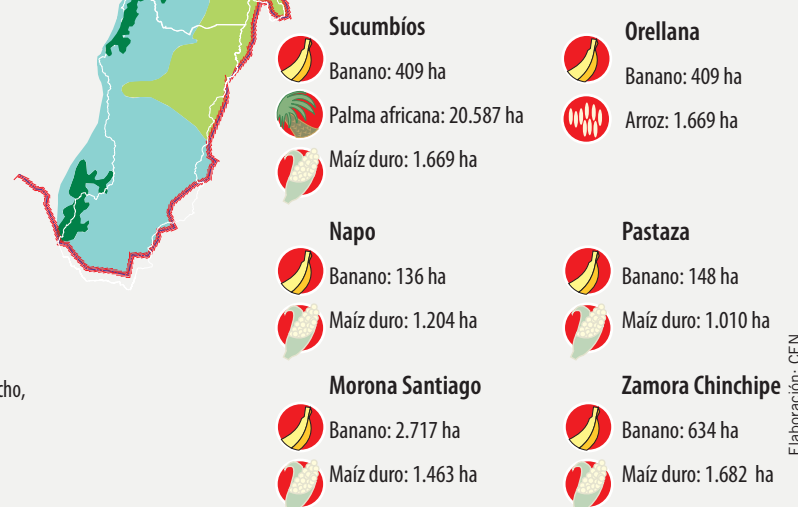 Sucumbíos
Banano: 409 ha
Palma africana: 20.587 ha
Maíz duro: 1.669 ha
Orellana
Banano: 409 ha
Arroz: 1.669 ha
Napo
Banano: 136 ha
Maíz duro: 1.204 ha
Pastaza
Banano: 148 ha
Maíz duro: 1.010 ha
cho,
Morona Santiago
Banano: 2.717 ha
Maíz duro: 1.463 ha
Zamora Chinchipe
Banano: 634 ha
Maíz duro: 1.682 ha
Elaboración: CEN